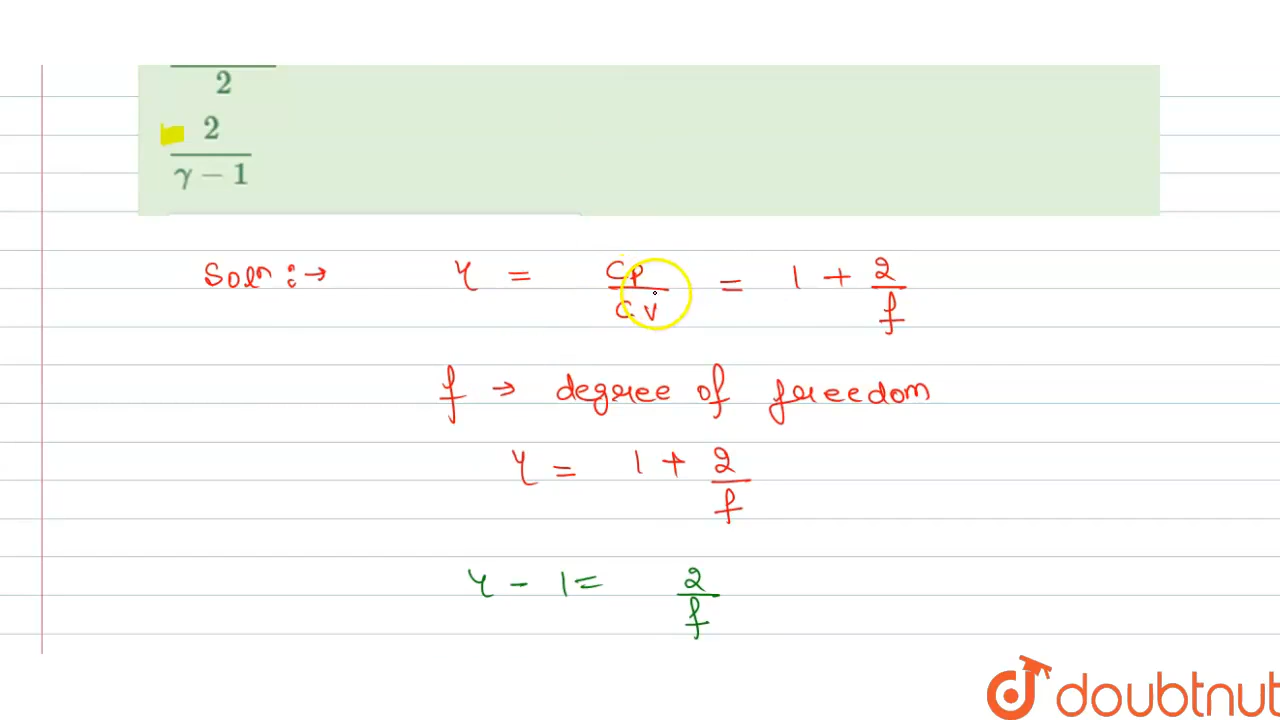 2
2
γ − 1
Soln :→ γ = CP/CV = 1 + 2/f
f → degree of freedom
γ = 1 + 2/f
γ - 1 = 2/f
doubtnut